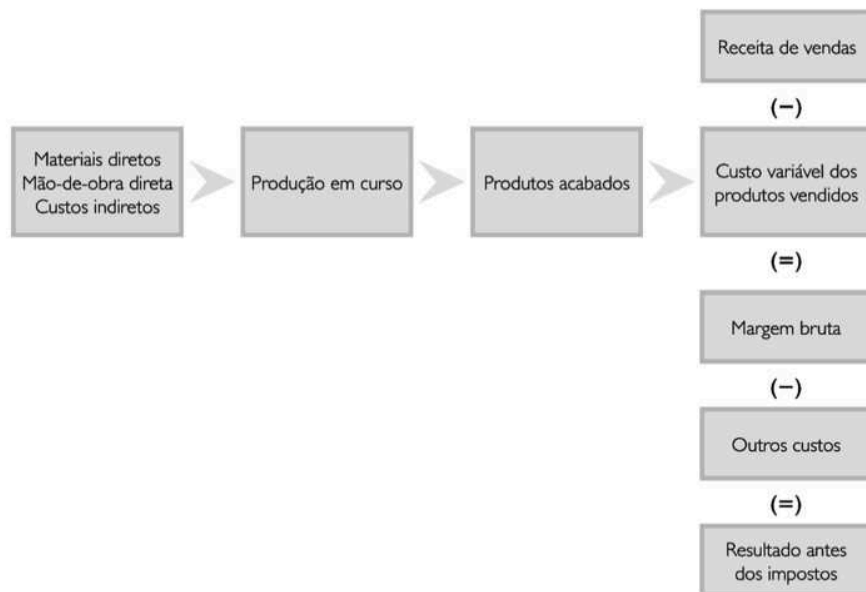 Receita de vendas
(−)
Materiais diretos
Mão-de-obra direta
Custos indiretos
Produção em curso
Produtos acabados
Custo variável dos
produtos vendidos
(=)
Margem bruta
(−)
Outros custos
(=)
Resultado antes
dos impostos